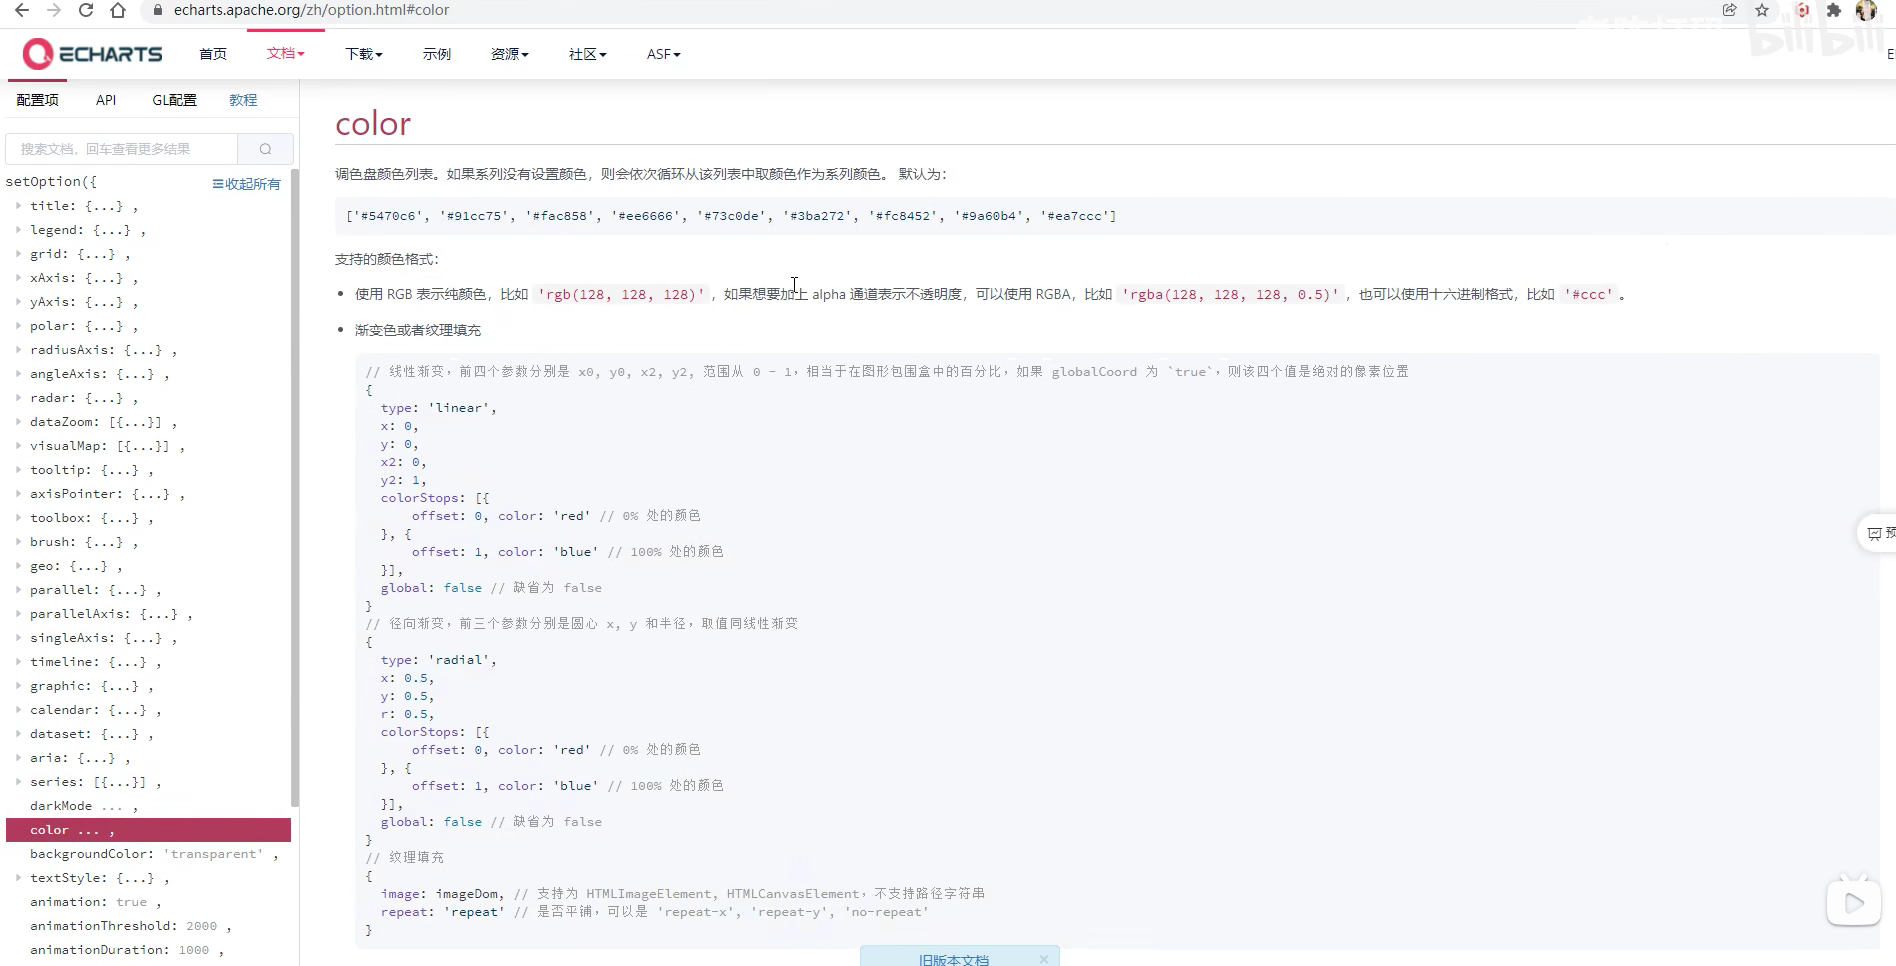 echarts.apache.org/zh/option.html#color
bilibili
ECHARTS 首页 文档 下载 示例 资源 社区 ASF
配置项 API GL配置 教程
搜索文档，回车查看更多结果
setOption({ 收起所有
title: {...} ,
legend: {...} ,
grid: {...} ,
xAxis: {...} ,
yAxis: {...} ,
polar: {...} ,
radiusAxis: {...} ,
angleAxis: {...} ,
radar: {...} ,
dataZoom: [{...}] ,
visualMap: [{...}] ,
tooltip: {...} ,
axisPointer: {...} ,
toolbox: {...} ,
brush: {...} ,
geo: {...} ,
parallel: {...} ,
parallelAxis: {...} ,
singleAxis: {...} ,
timeline: {...} ,
graphic: {...} ,
calendar: {...} ,
dataset: {...} ,
aria: {...} ,
series: [{...}] ,
darkMode ... ,
color ... ,
backgroundColor: 'transparent' ,
textStyle: {...} ,
animation: true ,
animationThreshold: 2000 ,
animationDuration: 1000 ,
color
调色盘颜色列表。如果系列没有设置颜色，则会依次循环从该列表中取颜色作为系列颜色。 默认为：
['#5470c6', '#91cc75', '#fac858', '#ee6666', '#73c0de', '#3ba272', '#fc8452', '#9a60b4', '#ea7ccc']
支持的颜色格式：
使用 RGB 表示纯颜色，比如 'rgb(128, 128, 128)'，如果想要加上 alpha 通道表示不透明度，可以使用 RGBA，比如 'rgba(128, 128, 128, 0.5)'，也可以使用十六进制格式，比如 '#ccc'。
渐变色或者纹理填充
// 线性渐变，前四个参数分别是 x0, y0, x2, y2, 范围从 0 - 1，相当于在图形包围盒中的百分比，如果 globalCoord 为 `true`，则该四个值是绝对的像素位置
{
type: 'linear',
x: 0,
y: 0,
x2: 0,
y2: 1,
colorStops: [{
offset: 0, color: 'red' // 0% 处的颜色
}, {
offset: 1, color: 'blue' // 100% 处的颜色
}],
global: false // 缺省为 false
}
// 径向渐变，前三个参数分别是圆心 x, y 和半径，取值同线性渐变
{
type: 'radial',
x: 0.5,
y: 0.5,
r: 0.5,
colorStops: [{
offset: 0, color: 'red' // 0% 处的颜色
}, {
offset: 1, color: 'blue' // 100% 处的颜色
}],
global: false // 缺省为 false
}
// 纹理填充
{
image: imageDom, // 支持为 HTMLImageElement, HTMLCanvasElement，不支持路径字符串
repeat: 'repeat' // 是否平铺，可以是 'repeat-x', 'repeat-y', 'no-repeat'
}
预
旧版本文档 ×